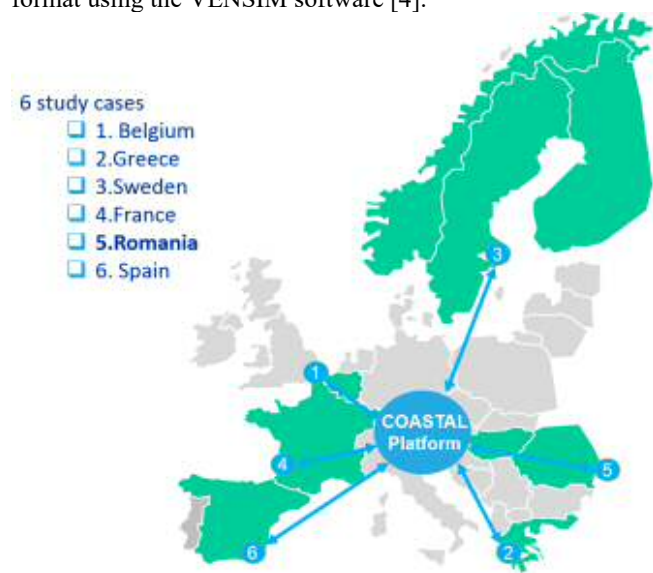 format using the VENSIM software [4].
6 study cases
❑ 1. Belgium
❑ 2.Greece
❑ 3.Sweden
❑ 4.France
❑ 5.Romania
❑ 6. Spain
3
1
COASTAL
Platform
4
5
6
2